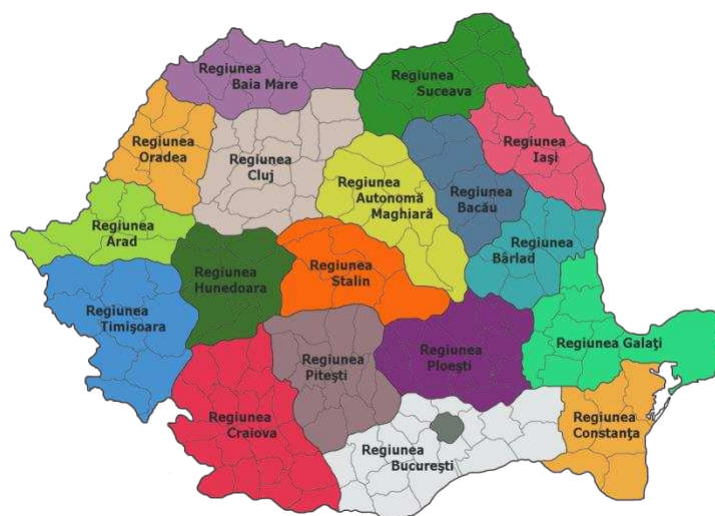 Regiunea
Baia Mare
Regiunea
Suceava
Regiunea
Oradea
Regiunea
Cluj
Regiunea
Iași
Regiunea
Autonomă
Maghiară
Regiunea
Bacău
Regiunea
Arad
Regiunea
Hunedoara
Regiunea
Stalin
Regiunea
Bârlad
Regiunea
Timișoara
Regiunea
Pitești
Regiunea
Ploești
Regiunea Galați
Regiunea
Craiova
Regiunea
București
Regiunea
Constanța